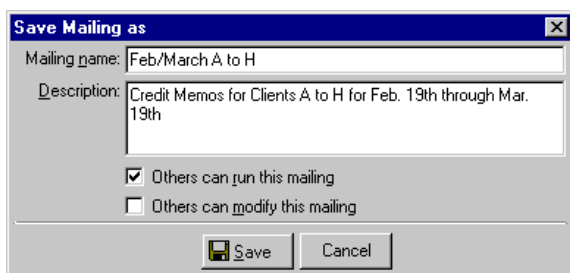 Save Mailing as
Mailing name: Feb/March A to H
Description: Credit Memos for Clients A to H for Feb. 19th through Mar.
19th
Others can run this mailing
Others can modify this mailing
Save Cancel